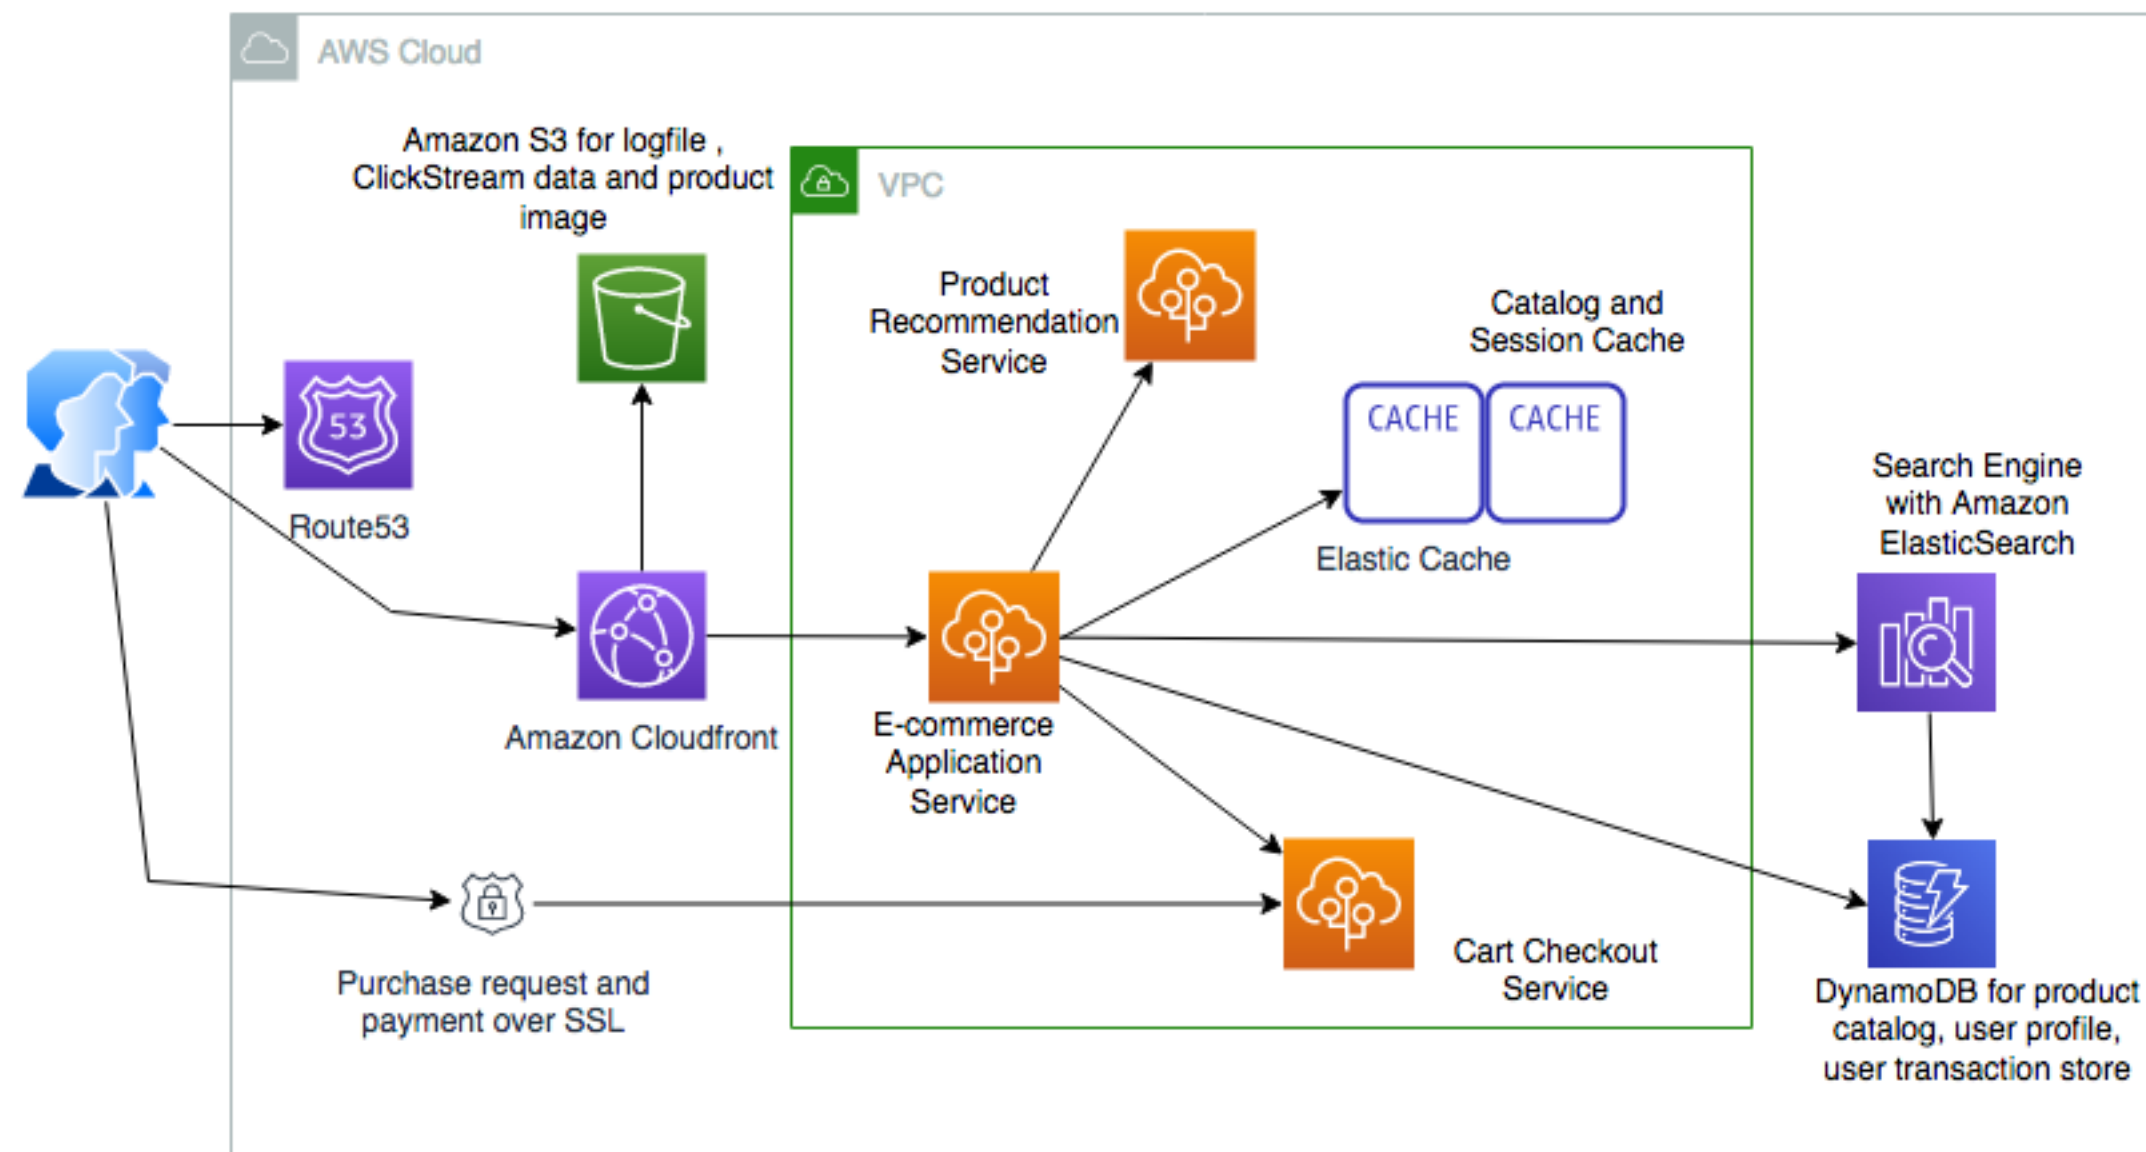 AWS Cloud
Amazon S3 for logfile ,
ClickStream data and product
image
VPC
Product
Recommendation
Service
Catalog and
Session Cache
CACHE
CACHE
Elastic Cache
53
Route53
Search Engine
with Amazon
ElasticSearch
Amazon Cloudfront
E-commerce
Application
Service
Purchase request and
payment over SSL
Cart Checkout
Service
DynamoDB for product
catalog, user profile,
user transaction store